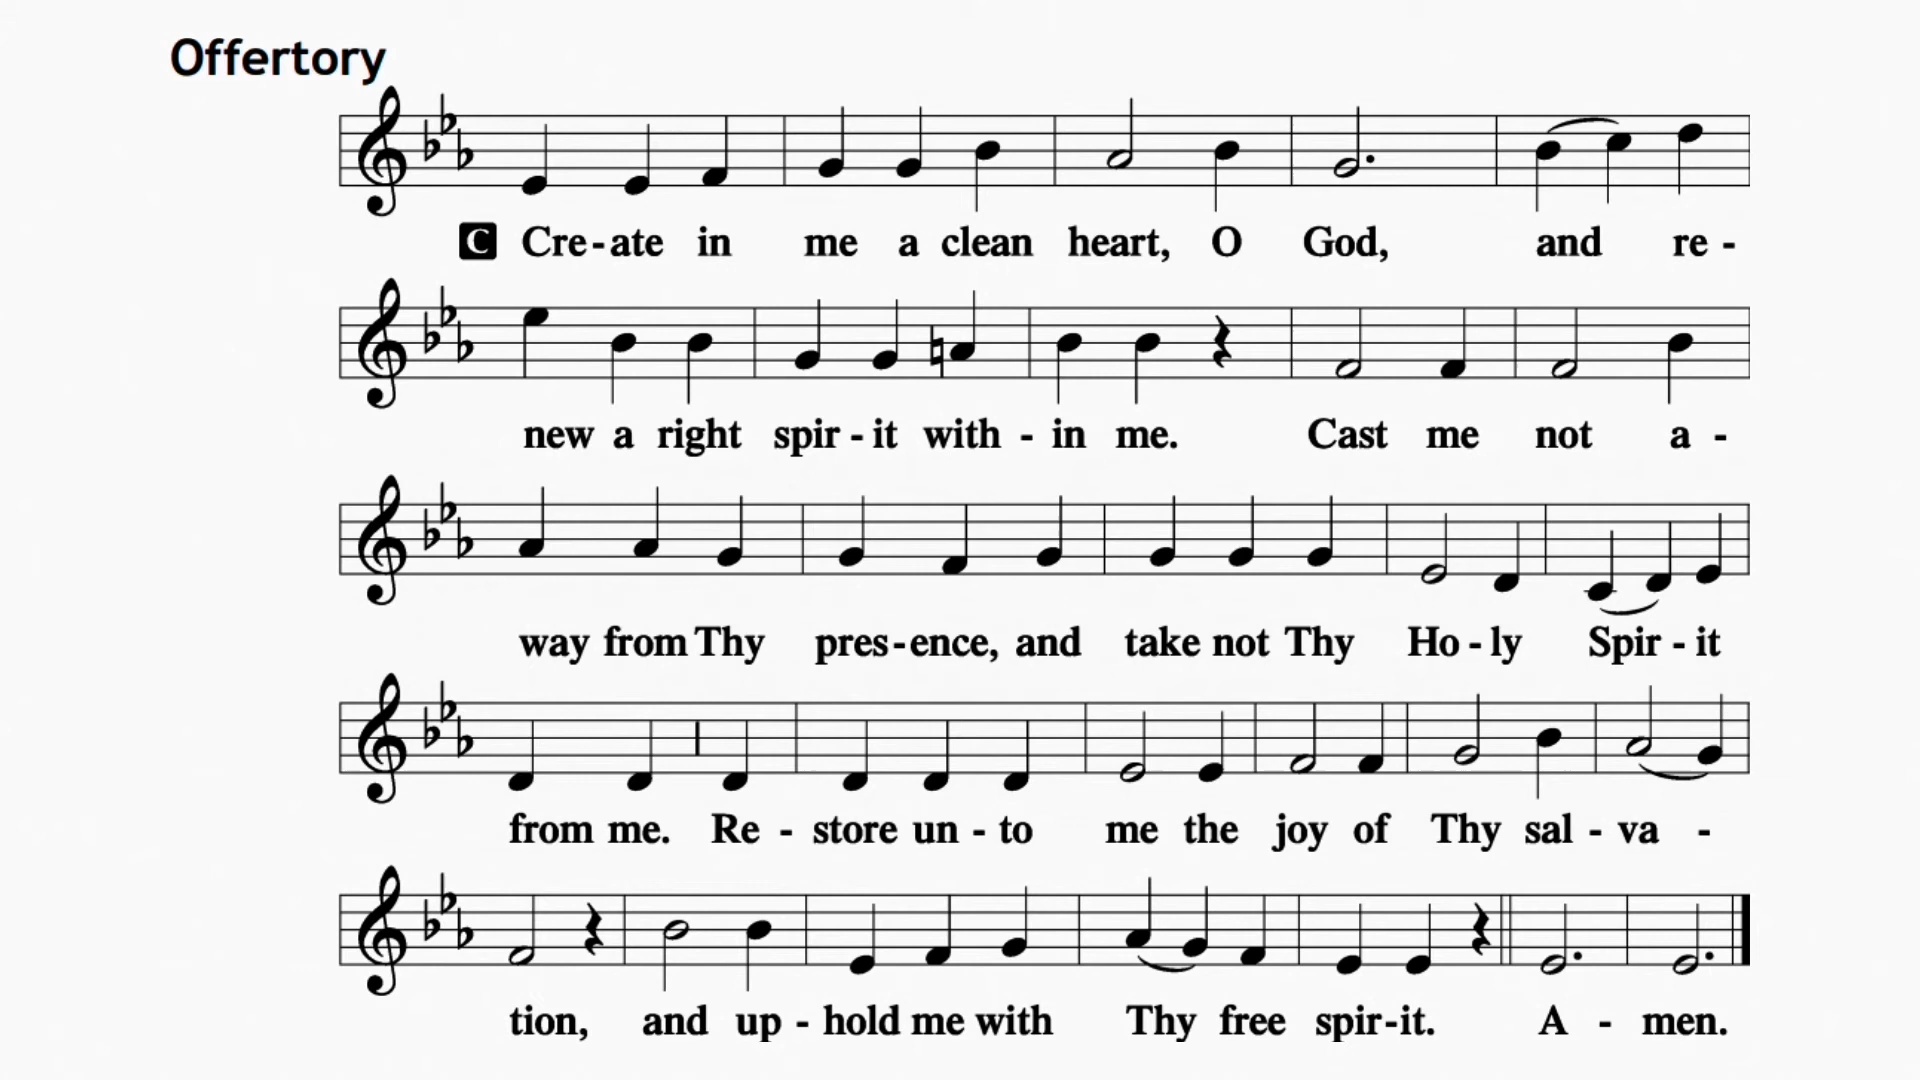 Offertory
C Cre-ate in me a clean heart, O God, and re-
new a right spir-it with-in me. Cast me not a-
way from Thy pres-ence, and take not Thy Ho-ly Spir-it
from me. Re-store un-to me the joy of Thy sal-va-
tion, and up-hold me with Thy free spir-it. A-men.